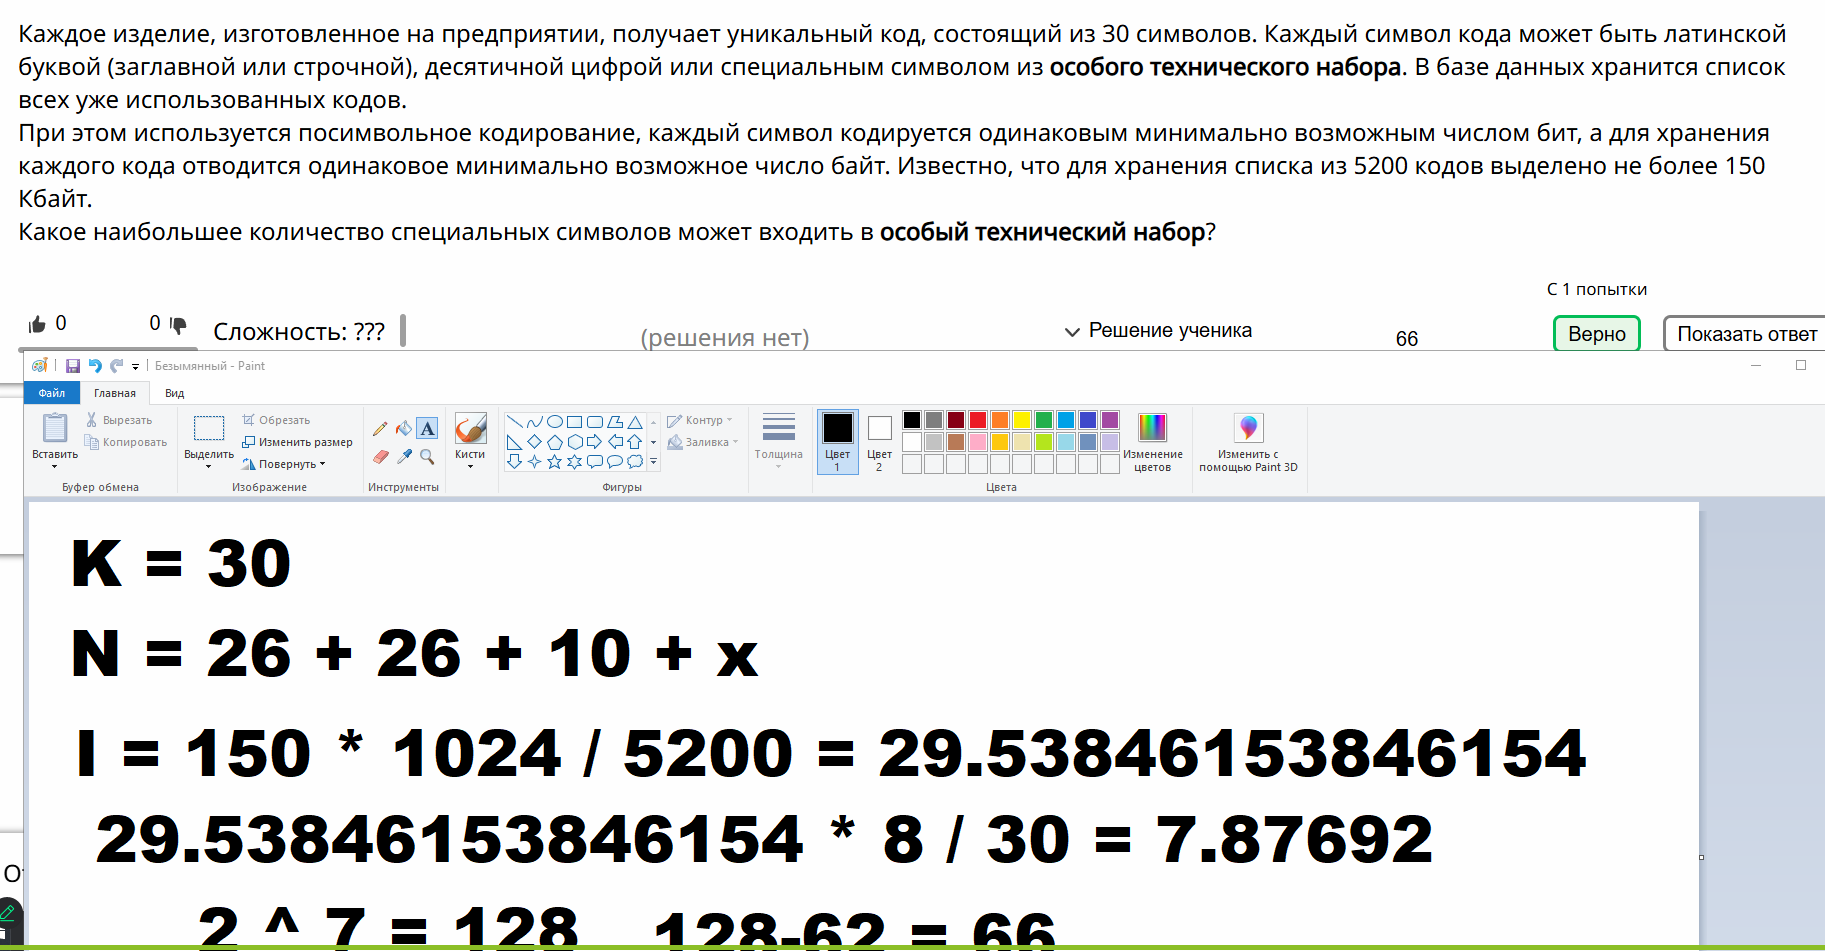 Каждое изделие, изготовленное на предприятии, получает уникальный код, состоящий из 30 символов. Каждый символ кода может быть латинской
буквой (заглавной или строчной), десятичной цифрой или специальным символом из особого технического набора. В базе данных хранится список
всех уже использованных кодов.
При этом используется посимвольное кодирование, каждый символ кодируется одинаковым минимально возможным числом бит, а для хранения
каждого кода отводится одинаковое минимально возможное число байт. Известно, что для хранения списка из 5200 кодов выделено не более 150
Кбайт.
Какое наибольшее количество специальных символов может входить в особый технический набор?
С 1 попытки
0 0 Сложность: ??? (решения нет) Решение ученика 66 Верно Показать ответ
Безымянный - Paint
Файл Главная Вид
Вставить
Вырезать
Копировать
Буфер обмена
Выделить
Обрезать
Изменить размер
Повернуть
Изображение
A
Инструменты
Кисти
Контур
Заливка
Фигуры
Толщина
Цвет
1
Цвет
2
Изменение
цветов
Цвета
Изменить с
помощью Paint 3D
K = 30
N = 26 + 26 + 10 + x
I = 150 * 1024 / 5200 = 29.53846153846154
29.53846153846154 * 8 / 30 = 7.87692
2 ^ 7 = 128 128-62 = 66